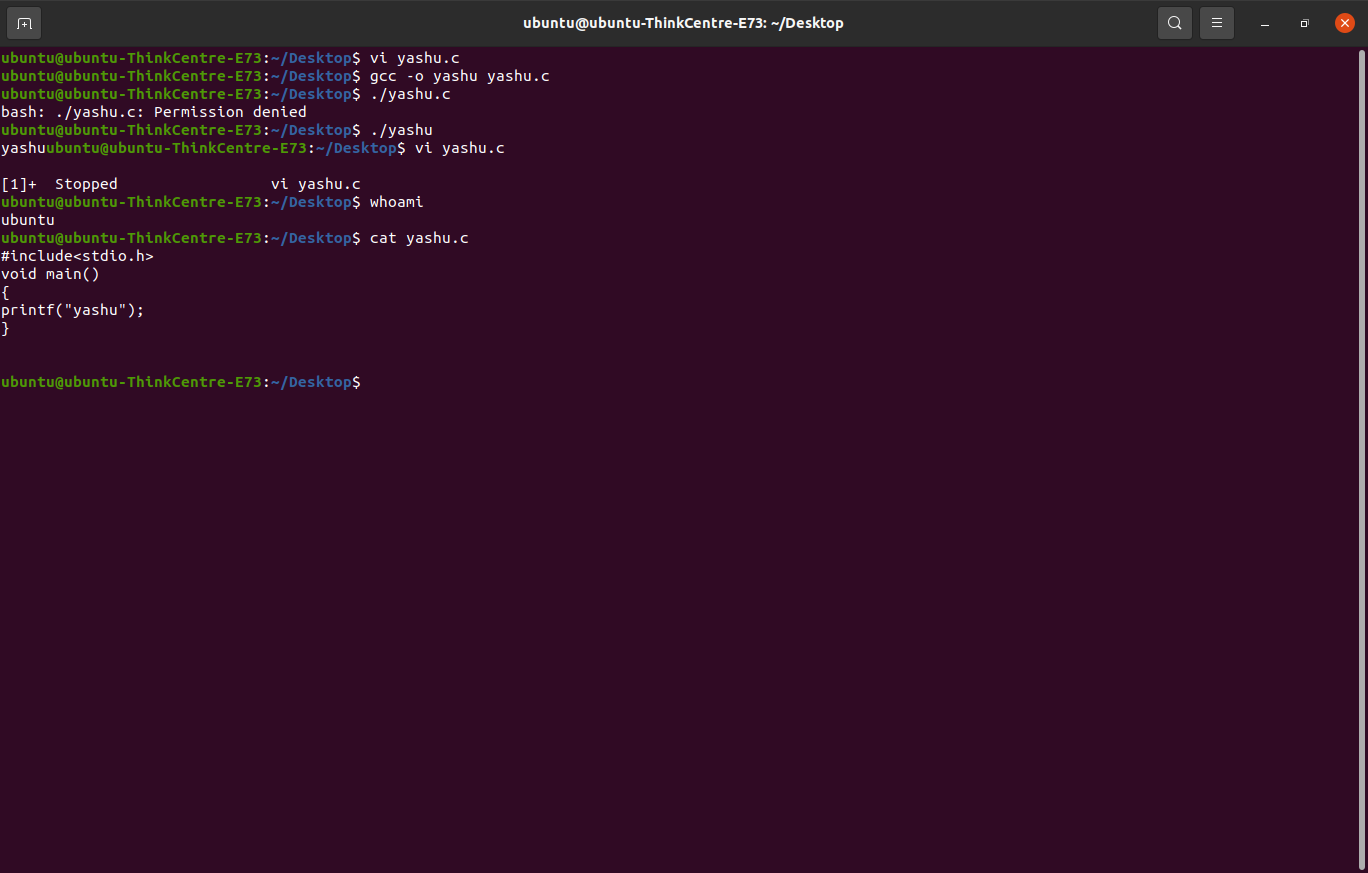 ubuntu@ubuntu-ThinkCentre-E73: ~/Desktop
ubuntu@ubuntu-ThinkCentre-E73:~/Desktop$ vi yashu.c
ubuntu@ubuntu-ThinkCentre-E73:~/Desktop$ gcc -o yashu yashu.c
ubuntu@ubuntu-ThinkCentre-E73:~/Desktop$ ./yashu.c
bash: ./yashu.c: Permission denied
ubuntu@ubuntu-ThinkCentre-E73:~/Desktop$ ./yashu
yashuubuntu@ubuntu-ThinkCentre-E73:~/Desktop$ vi yashu.c
[1]+  Stopped                 vi yashu.c
ubuntu@ubuntu-ThinkCentre-E73:~/Desktop$ whoami
ubuntu
ubuntu@ubuntu-ThinkCentre-E73:~/Desktop$ cat yashu.c
#include<stdio.h>
void main()
{
printf("yashu");
}
ubuntu@ubuntu-ThinkCentre-E73:~/Desktop$